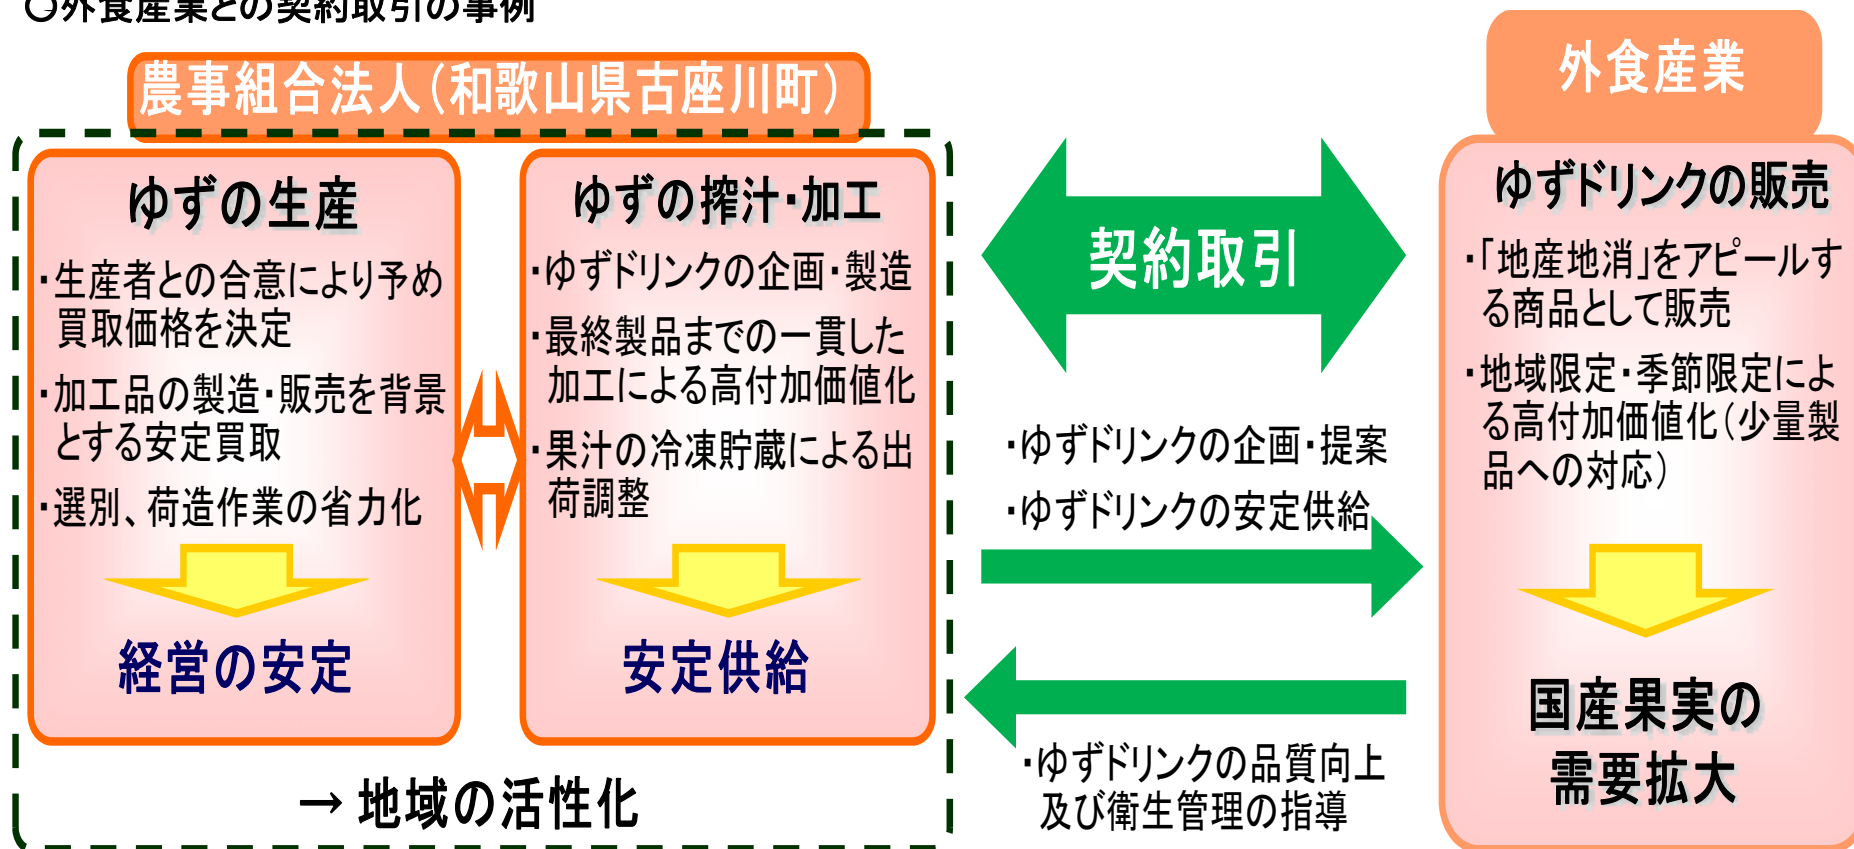 〇外食産業との契約取引の事例
農事組合法人（和歌山県古座川町）
ゆずの生産
・生産者との合意により予め
買取価格を決定
・加工品の製造・販売を背景
とする安定買取
・選別、荷造作業の省力化
経営の安定
ゆずの搾汁・加工
・ゆずドリンクの企画・製造
・最終製品までの一貫した
加工による高付加価値化
・果汁の冷凍貯蔵による出
荷調整
安定供給
→ 地域の活性化
契約取引
・ゆずドリンクの企画・提案
・ゆずドリンクの安定供給
・ゆずドリンクの品質向上
及び衛生管理の指導
外食産業
ゆずドリンクの販売
・「地産地消」をアピールす
る商品として販売
・地域限定・季節限定によ
る高付加価値化（少量製
品への対応）
国産果実の
需要拡大